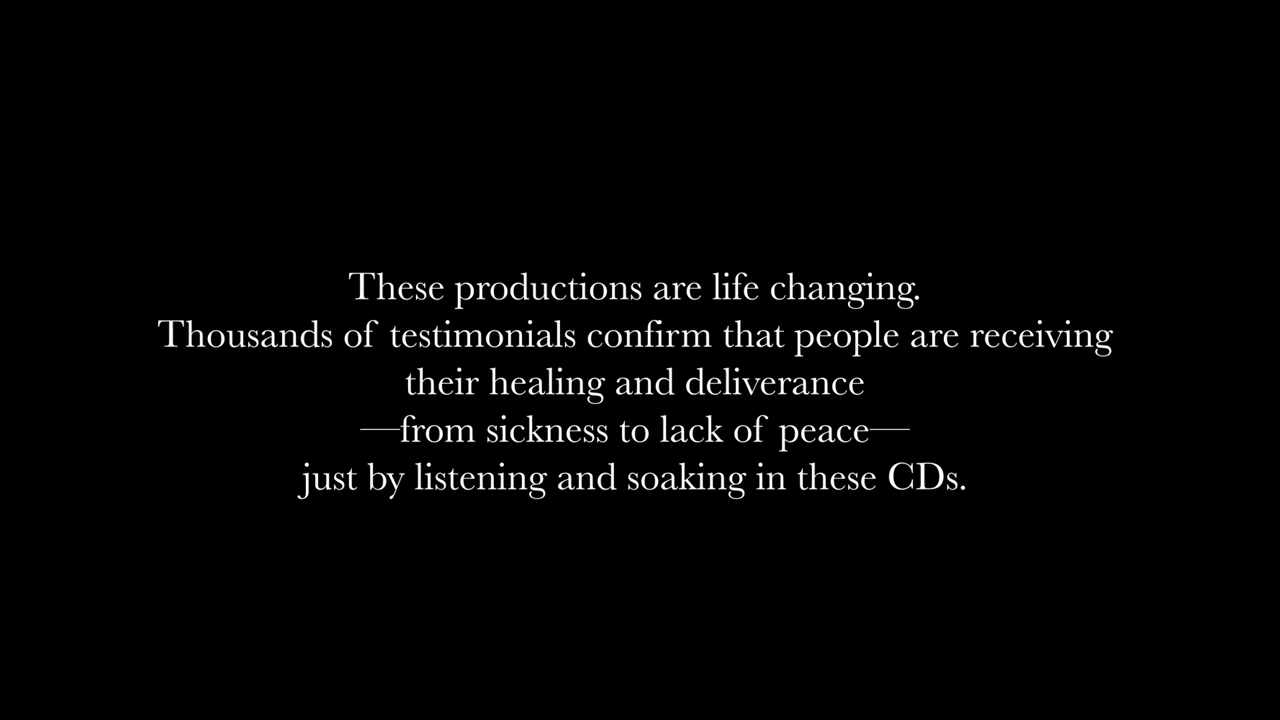 These productions are life changing.
Thousands of testimonials confirm that people are receiving
their healing and deliverance
—from sickness to lack of peace—
just by listening and soaking in these CDs.